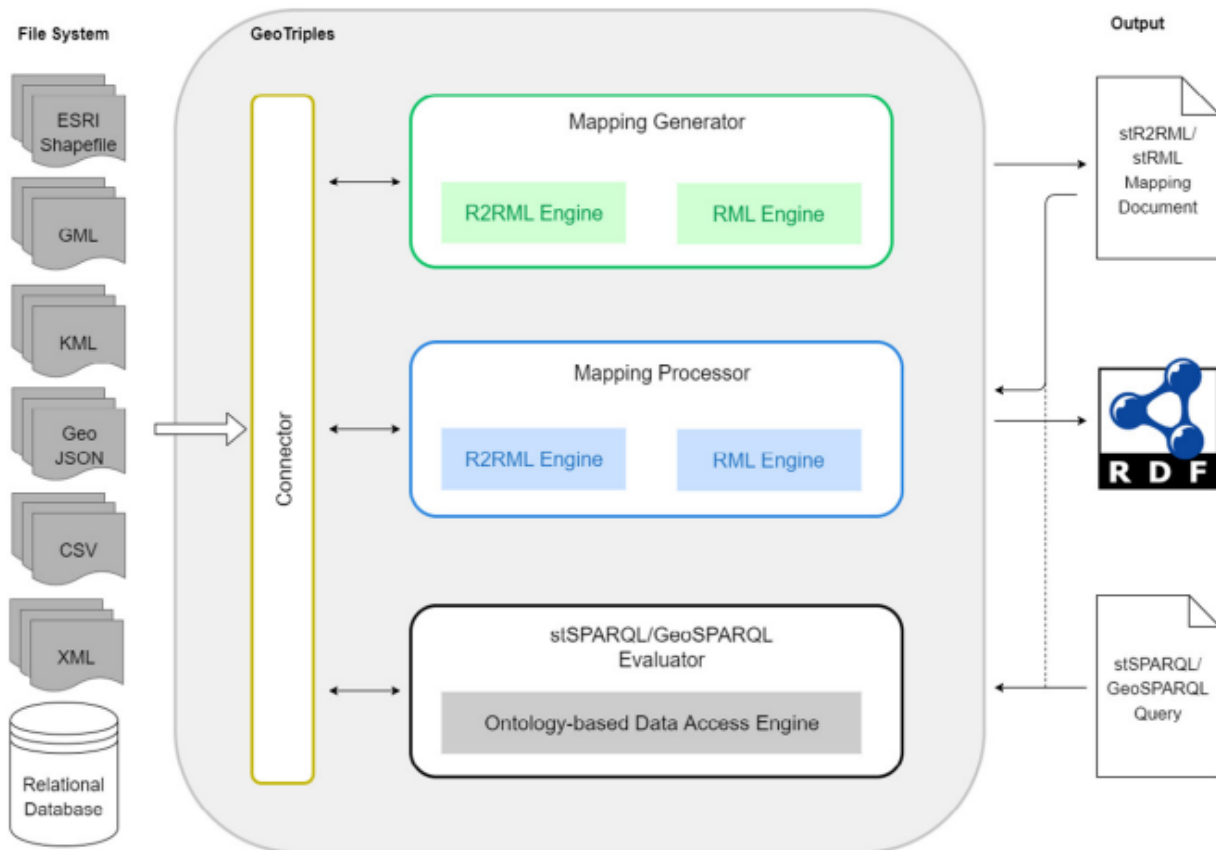 File System
GeoTriples
Output
ESRI
Shapefile
GML
KML
Geo
JSON
CSV
XML
Relational
Database
Connector
Mapping Generator
R2RML Engine
RML Engine
Mapping Processor
R2RML Engine
RML Engine
stSPARQL/GeoSPARQL
Evaluator
Ontology-based Data Access Engine
stR2RML/
stRML
Mapping
Document
RDF
stSPARQL/
GeoSPARQL
Query